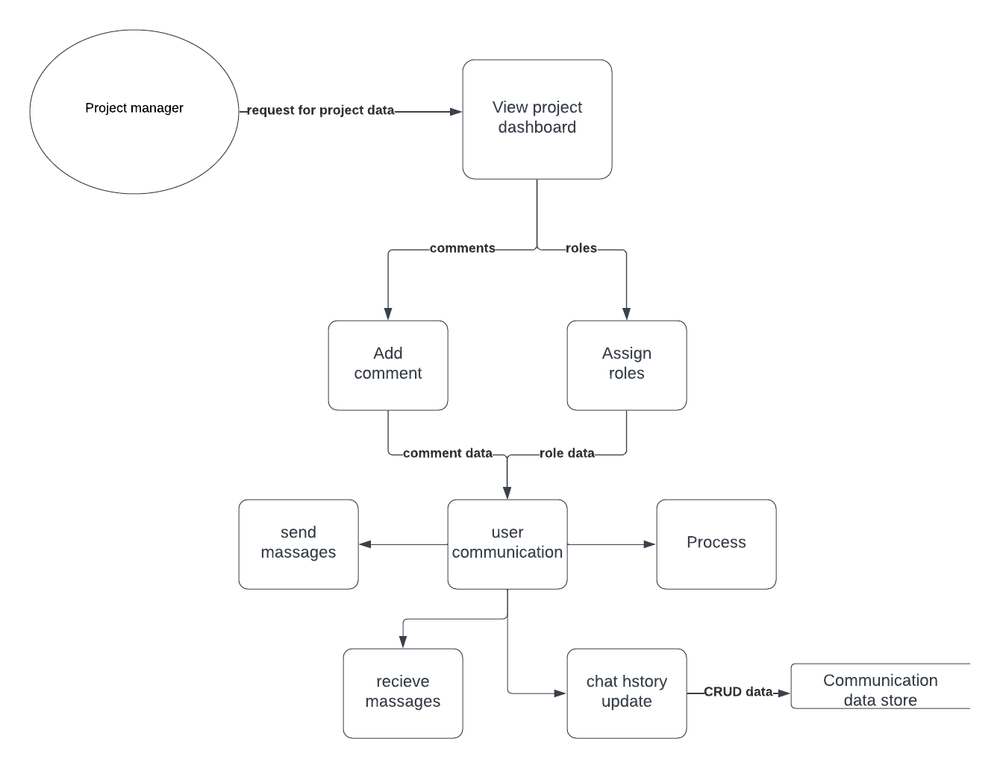 Project manager
request for project data
View project
dashboard
comments
roles
Add
comment
Assign
roles
comment data
role data
send
massages
user
communication
Process
recieve
massages
chat hstory
update
CRUD data
Communication
data store